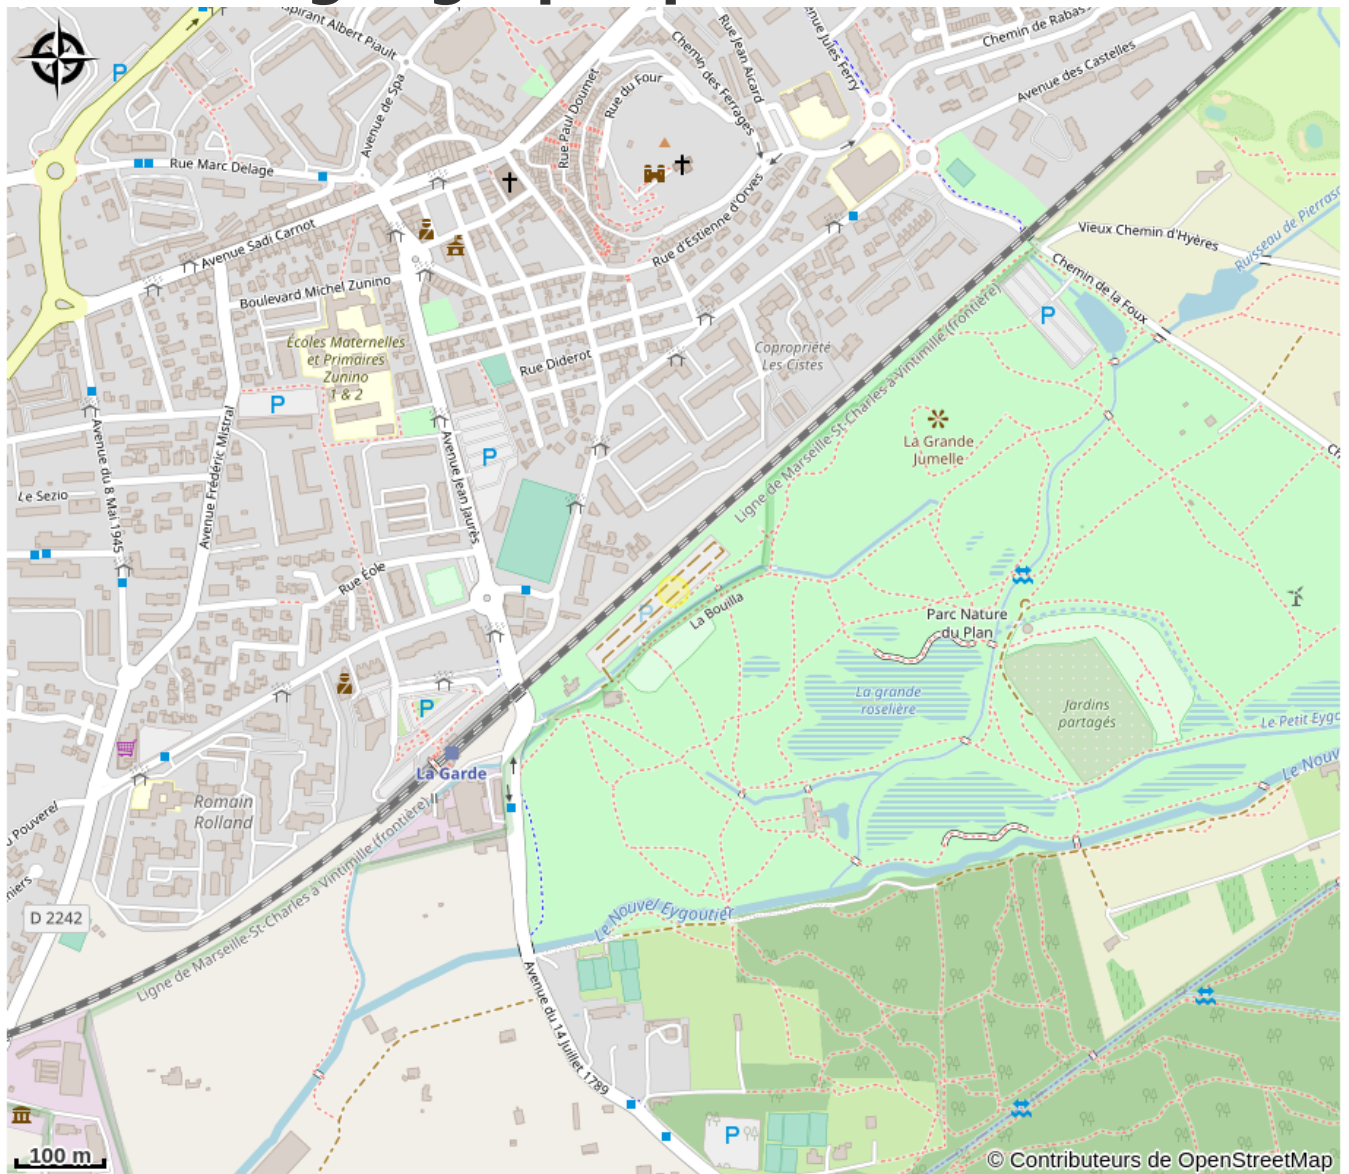 Albert Piault
Avenue de Spa
Rue Marc Delage
Avenue Sadi Carnot
Boulevard Michel Zunino
Écoles Maternelles
et Primaires
Zunino
1 & 2
Rue Paul Doumet
Rue du Four
Chemin des Ferrages
Rue Jean Aicard
Jules Ferry
Chemin de
Avenue des Castelles
Rue d'Estienne d'Orves
Vieux Chemin d'Hyères
Chemin de la Foux
Ruisseau de
Rue Diderot
Copropriété
Les Cistes
Ligne de Marseille-St-Charles à Vintimille (frontière)
La Grande
Jumelle
P
P
P
P
P
P
P
Avenue du 8 Mai 1945
Avenue Frédéric Mistral
Avenue Jean Jaurès
Le Sezio
Rue Éole
La Bouilla
Parc Nature
du Plan
La grande
roselière
Jardins
partagés
Le Petit
Le
La Garde
Romain
Rolland
Pouverel
D 2242
Ligne de Marseille-St-Charles à Vintimille (frontière)
Le Nouvel Eygoutier
Avenue du 14 Juillet 1789
100 m
© Contributeurs de OpenStreetMap